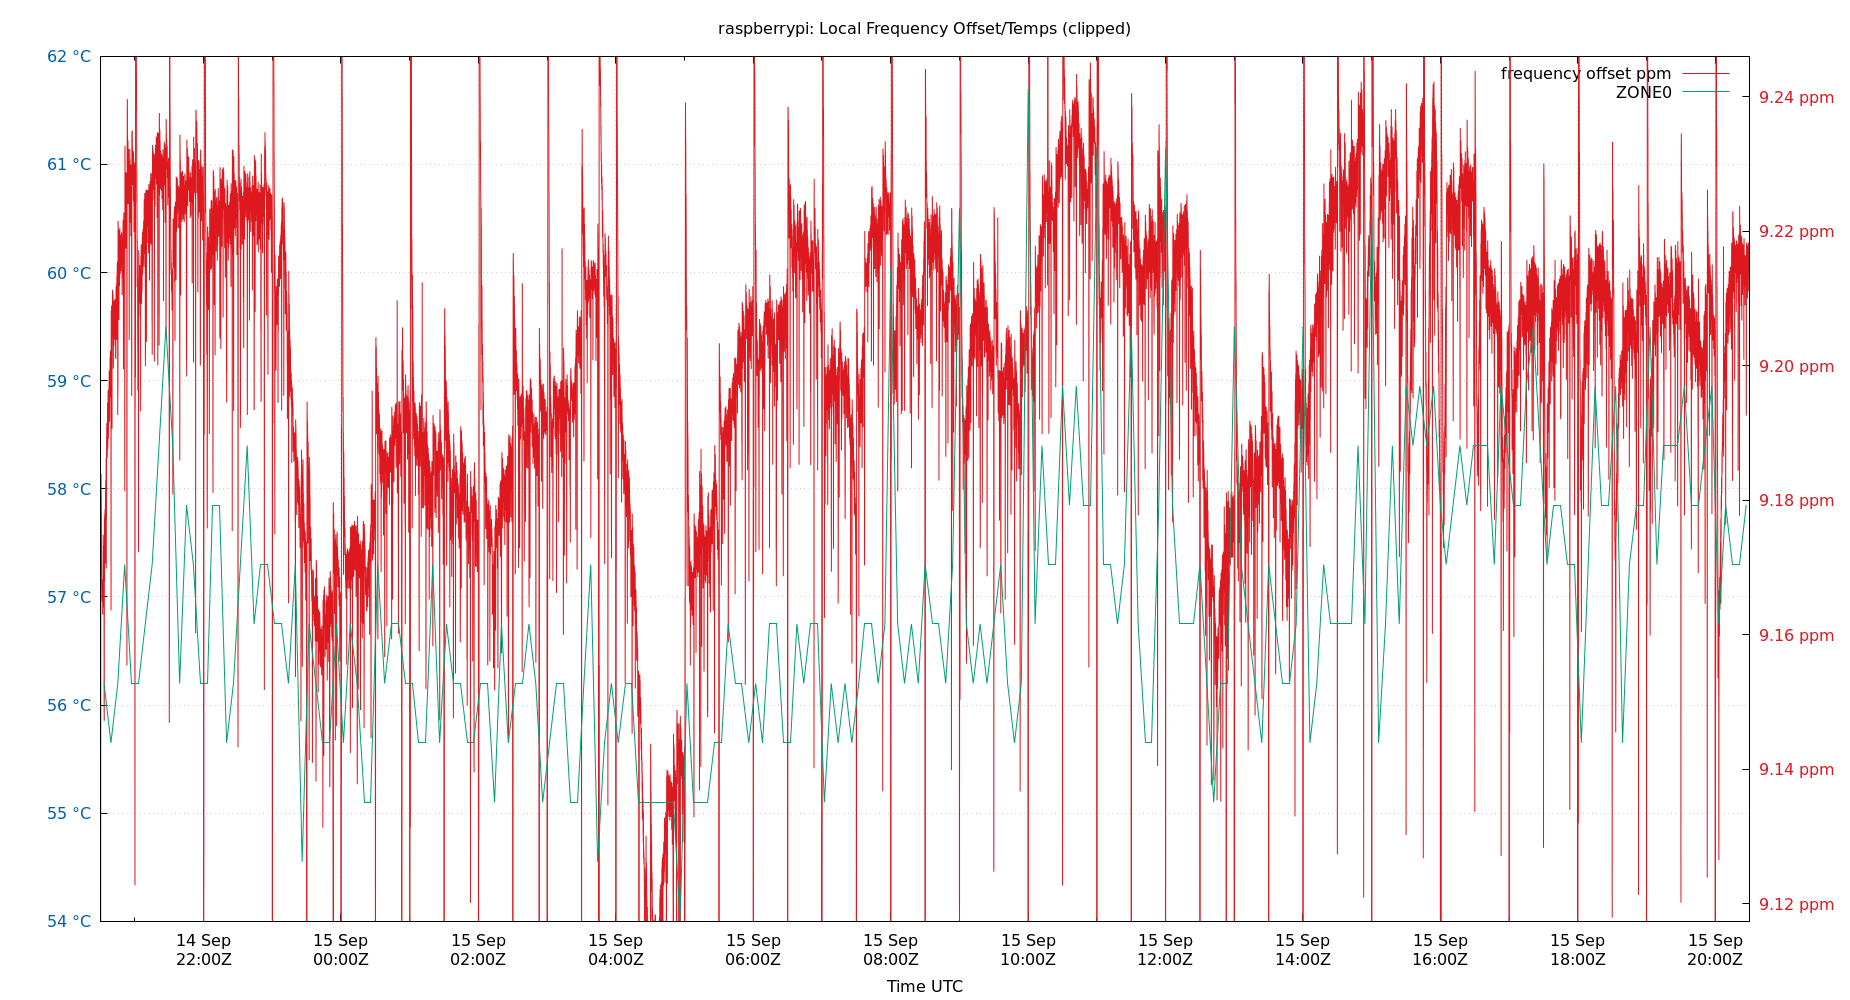 raspberrypi: Local Frequency Offset/Temps (clipped)
62 °C
61 °C
60 °C
59 °C
58 °C
57 °C
56 °C
55 °C
54 °C
frequency offset ppm
ZONE0
9.24 ppm
9.22 ppm
9.20 ppm
9.18 ppm
9.16 ppm
9.14 ppm
9.12 ppm
14 Sep 15 Sep 15 Sep 15 Sep 15 Sep 15 Sep 15 Sep 15 Sep 15 Sep 15 Sep 15 Sep 15 Sep
22:00Z 00:00Z 02:00Z 04:00Z 06:00Z 08:00Z 10:00Z 12:00Z 14:00Z 16:00Z 18:00Z 20:00Z
Time UTC